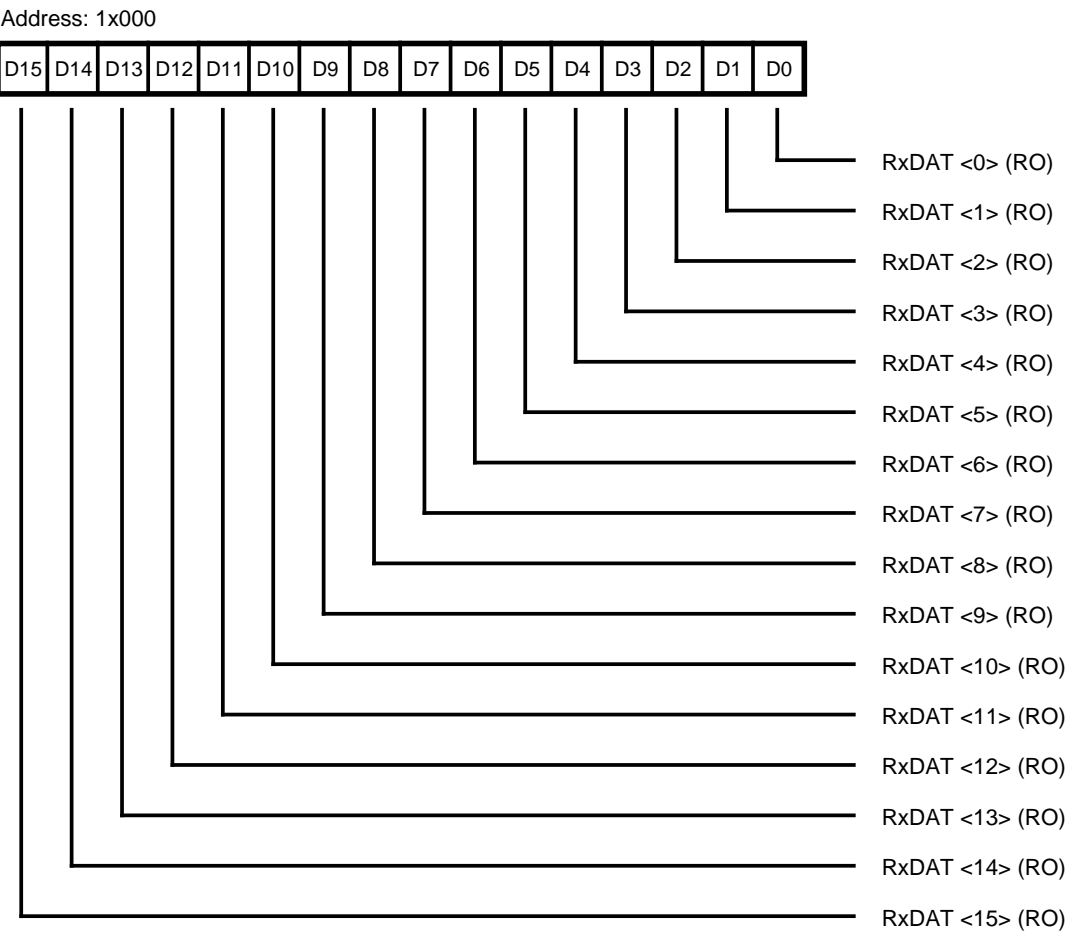 Address: 1x000
D15 D14 D13 D12 D11 D10 D9 D8 D7 D6 D5 D4 D3 D2 D1 D0
RxDAT <0> (RO)
RxDAT <1> (RO)
RxDAT <2> (RO)
RxDAT <3> (RO)
RxDAT <4> (RO)
RxDAT <5> (RO)
RxDAT <6> (RO)
RxDAT <7> (RO)
RxDAT <8> (RO)
RxDAT <9> (RO)
RxDAT <10> (RO)
RxDAT <11> (RO)
RxDAT <12> (RO)
RxDAT <13> (RO)
RxDAT <14> (RO)
RxDAT <15> (RO)